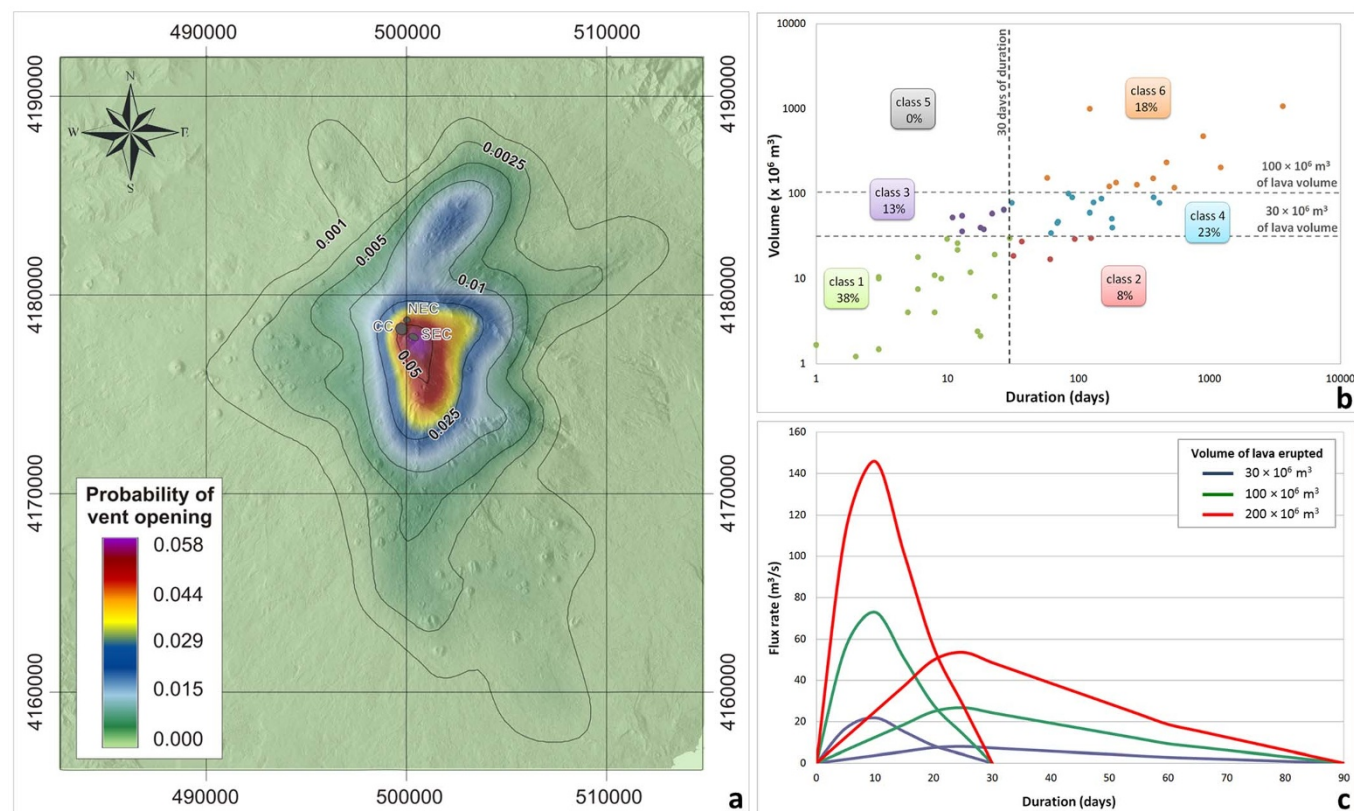 490000 500000 510000
4190000
4180000
4170000
4160000
N
W E
S
0.0025
0.001
0.005
0.01
NEC
CC
SEC
0.05
0.025
Probability of
vent opening
0.058
0.044
0.029
0.015
0.000
4190000
4180000
4170000
4160000
490000 500000 510000
a
Volume (x 10⁶ m³)
10000
1000
100
10
1
class 5
0%
30 days of duration
class 6
18%
100 × 10⁶ m³
of lava volume
class 3
13%
class 4
23%
30 × 10⁶ m³
of lava volume
class 1
38%
class 2
8%
1 10 100 1000 10000
Duration (days)
b
Flux rate (m³/s)
160
140
120
100
80
60
40
20
0
Volume of lava erupted
30 × 10⁶ m³
100 × 10⁶ m³
200 × 10⁶ m³
0 10 20 30 40 50 60 70 80 90
Duration (days)
c